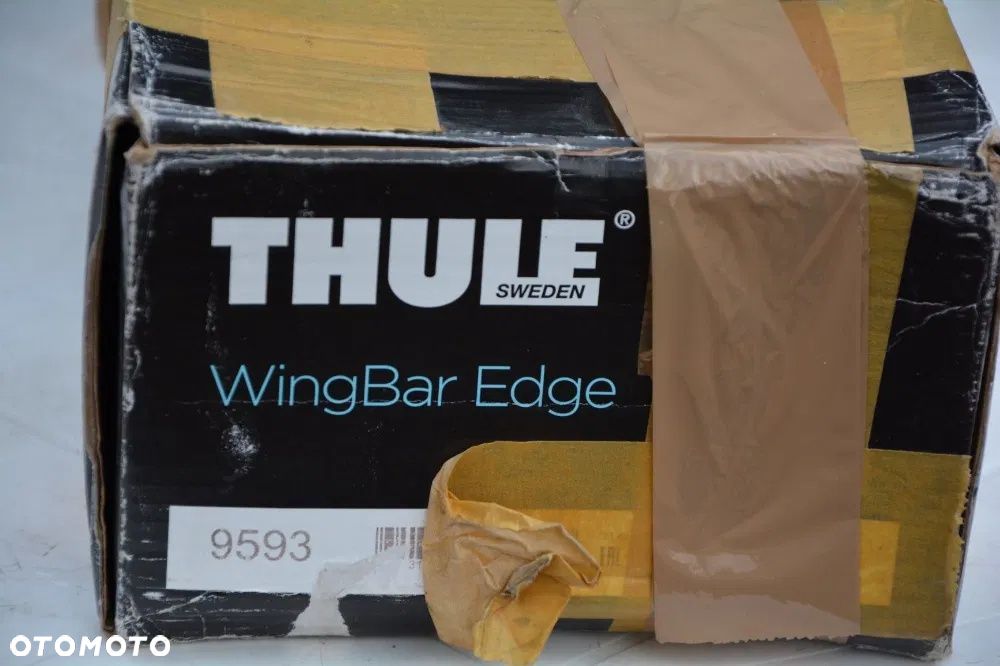 THULE®
SWEDEN
WingBar Edge
9593
OTOMOTO